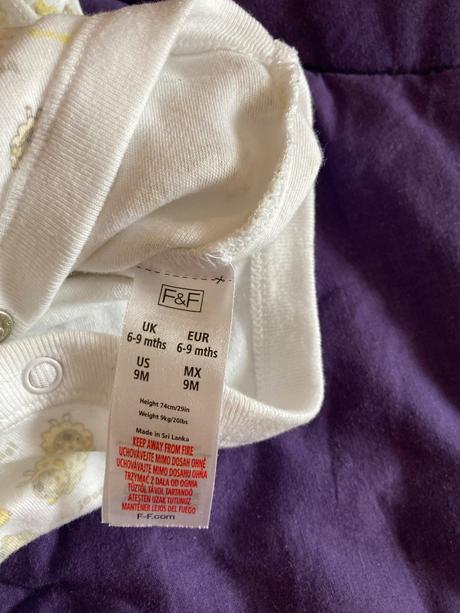 F&F
UK EUR
6-9 mths 6-9 mths
US MX
9M 9M
Height 74cm/29in
Weight 9kg/20lbs
Made in Sri Lanka
KEEP AWAY FROM FIRE
UCHOVÁVEJTE MIMO DOSAH OHNĚ
UCHOVÁVAJTE MIMO DOSAHU OHŇA
TRZYMAĆ Z DALA OD OGNIA
TŰZTŐL TÁVOL TARTANDÓ
ATEŞTEN UZAK TUTUNUZ
MANTÉNER LEJOS DEL FUEGO
F-F.com